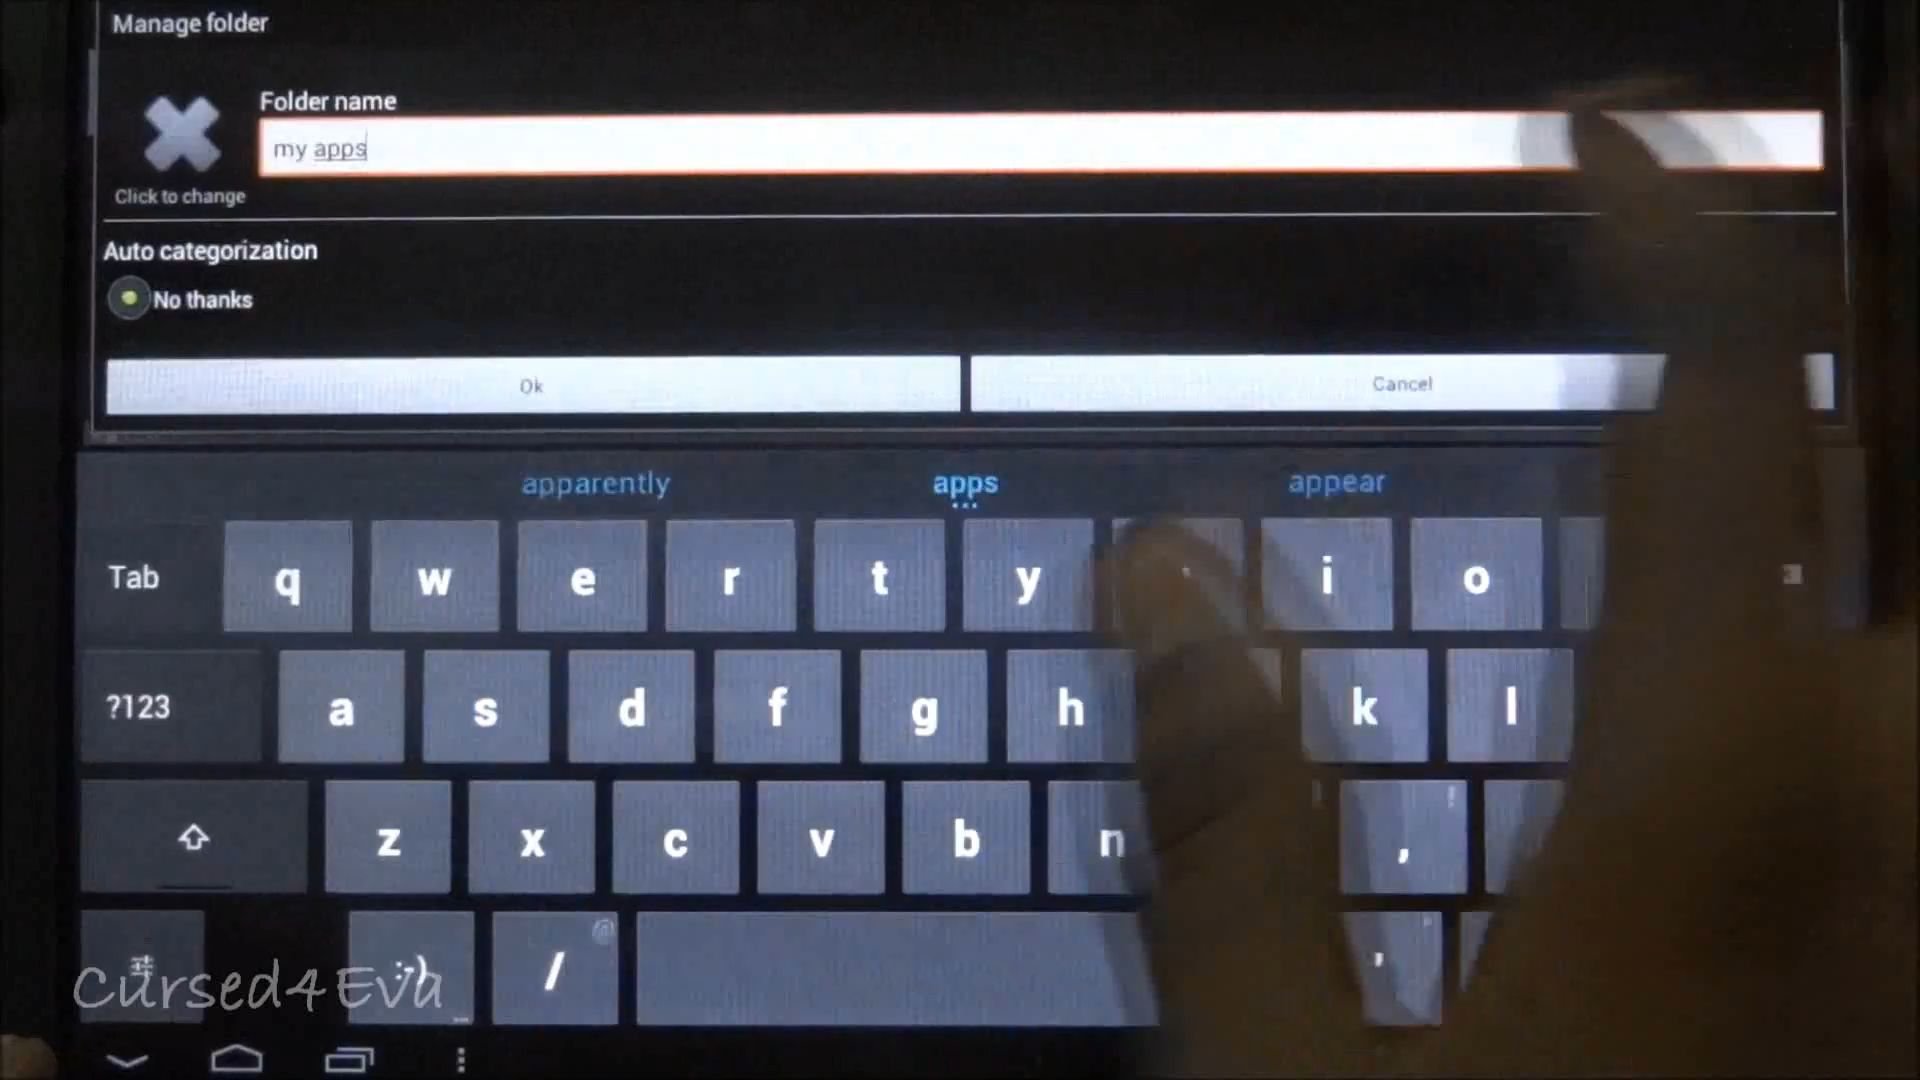 Manage folder
Folder name
my apps
Click to change
Auto categorization
No thanks
Ok Cancel
apparently apps appear
Tab q w e r t y i o
?123 a s d f g h k l
z x c v b n ! ,
:-) / @ '
Cursed4Eva